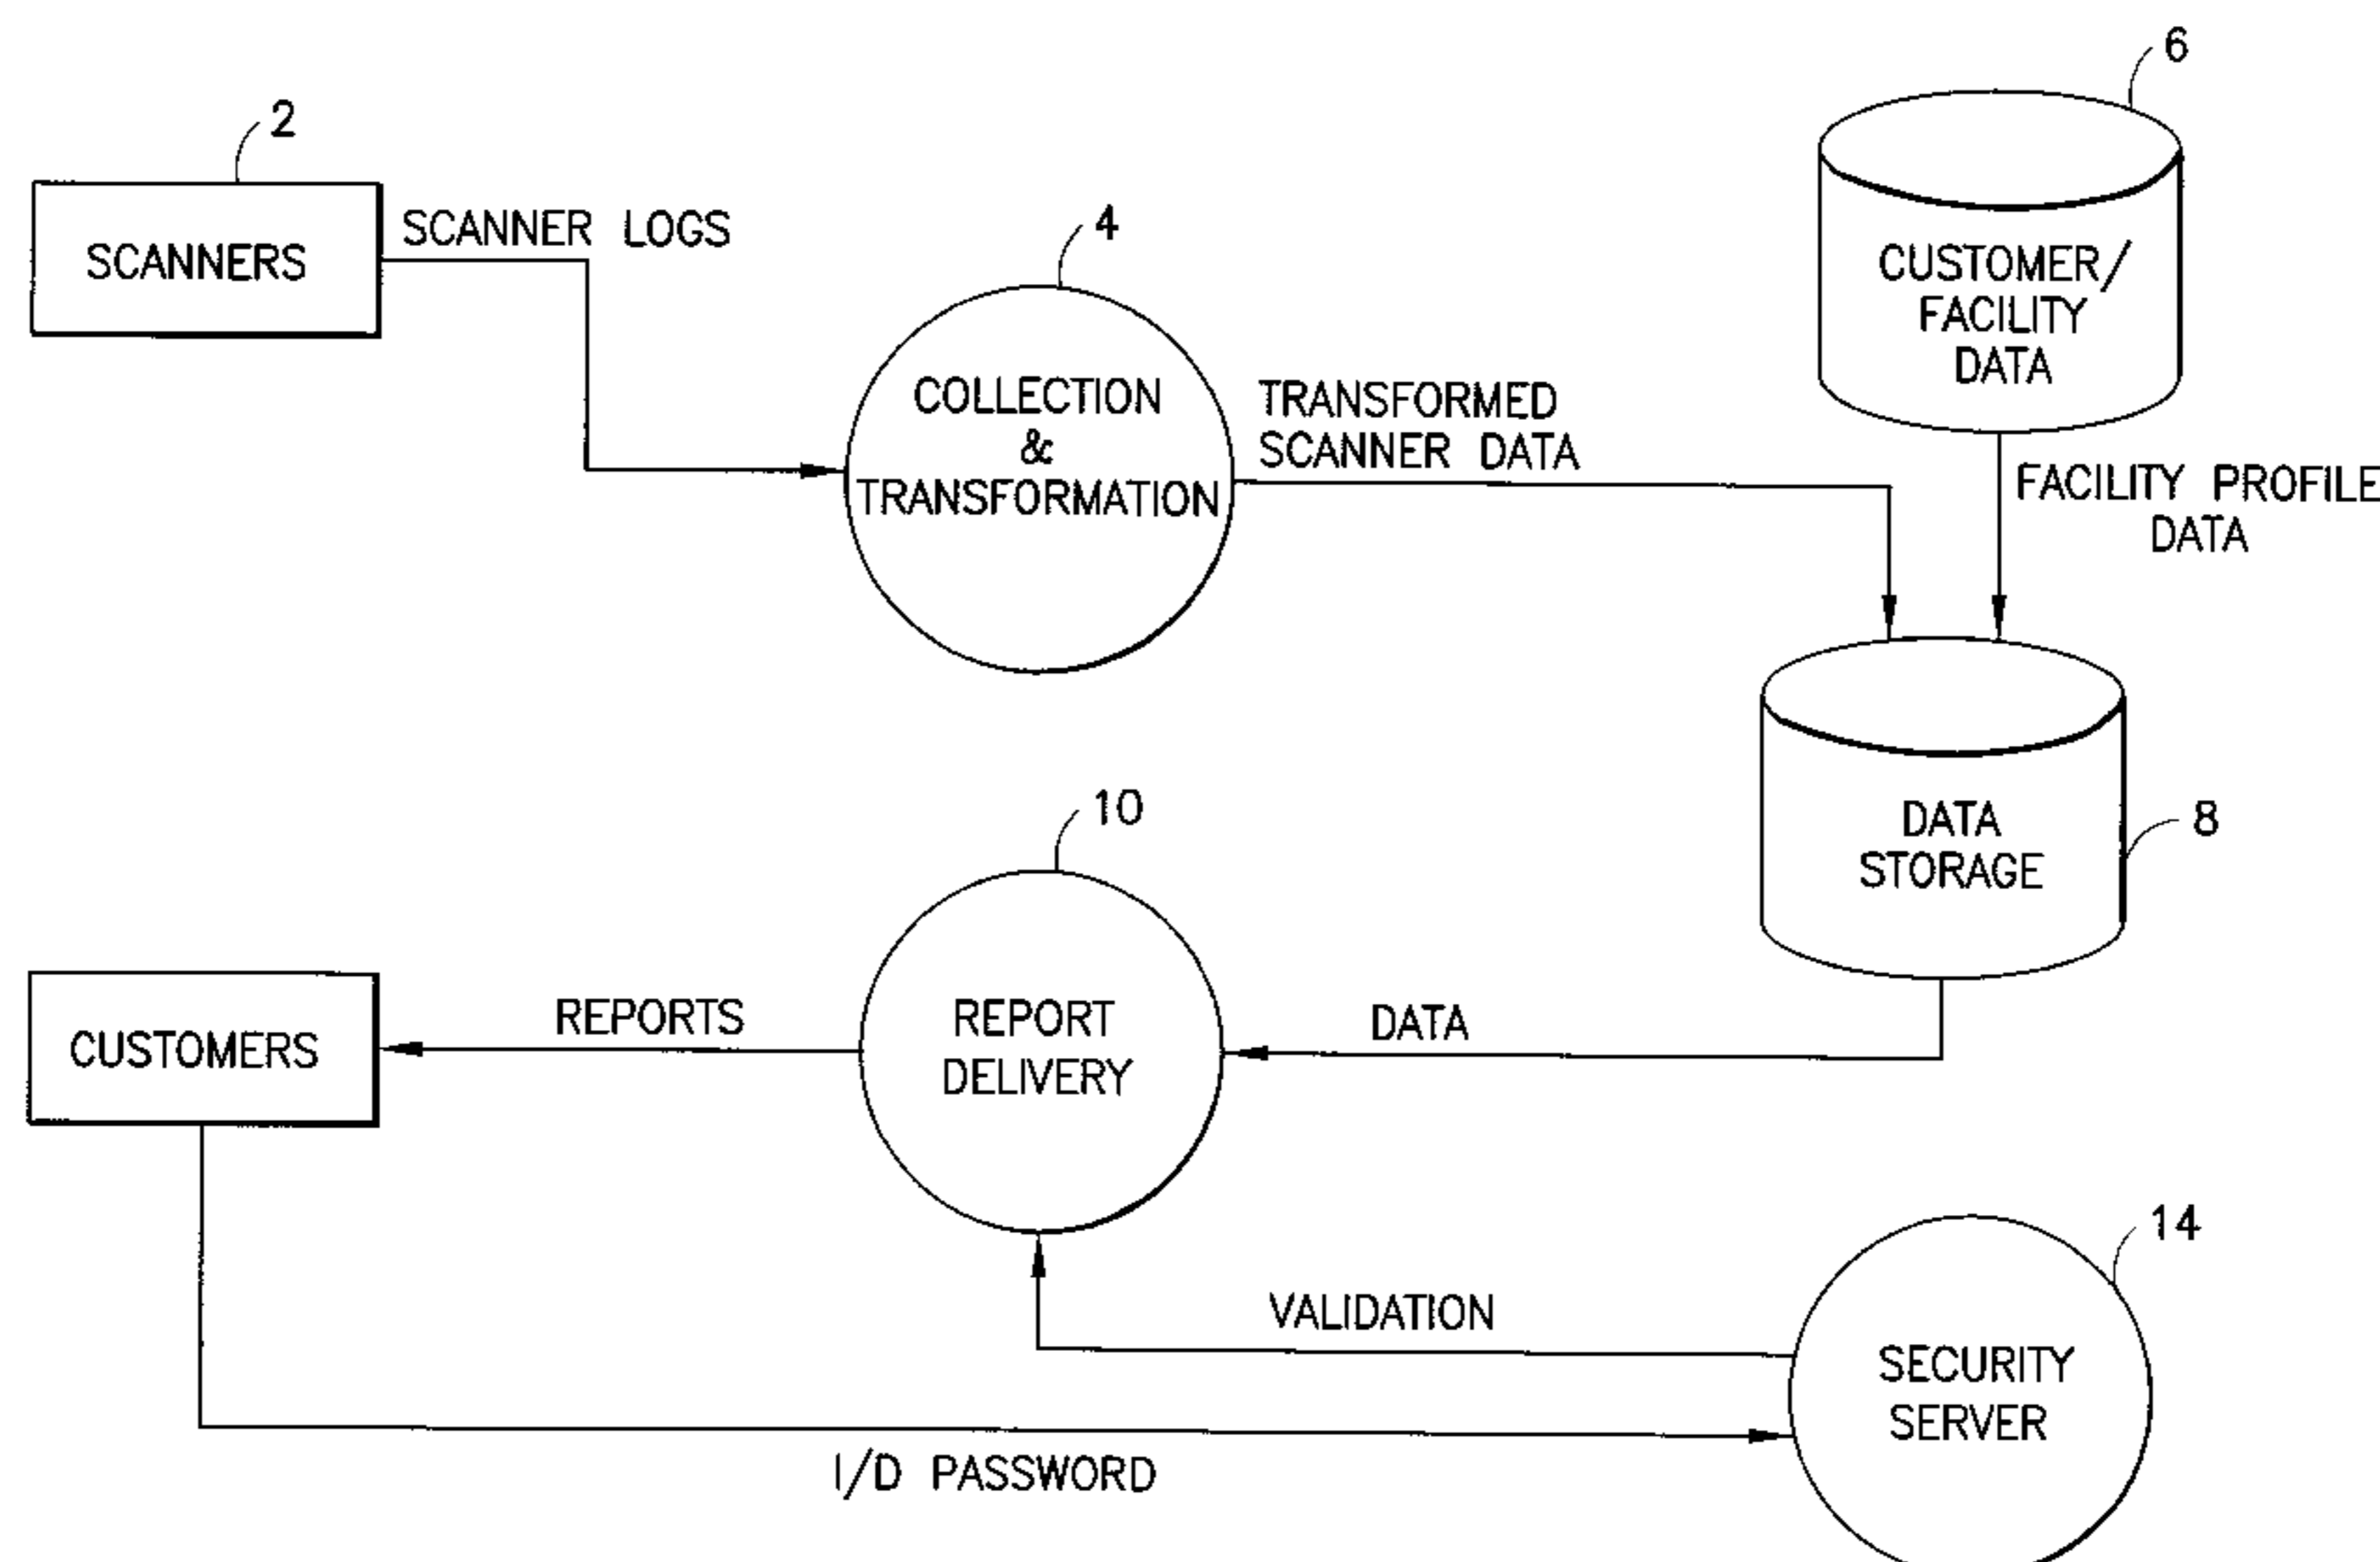 6
2
SCANNERS
SCANNER LOGS
4
COLLECTION
&
TRANSFORMATION
TRANSFORMED
SCANNER DATA
CUSTOMER/
FACILITY
DATA
FACILITY PROFILE
DATA
DATA
STORAGE
8
10
REPORT
DELIVERY
DATA
REPORTS
CUSTOMERS
14
VALIDATION
SECURITY
SERVER
I/D PASSWORD